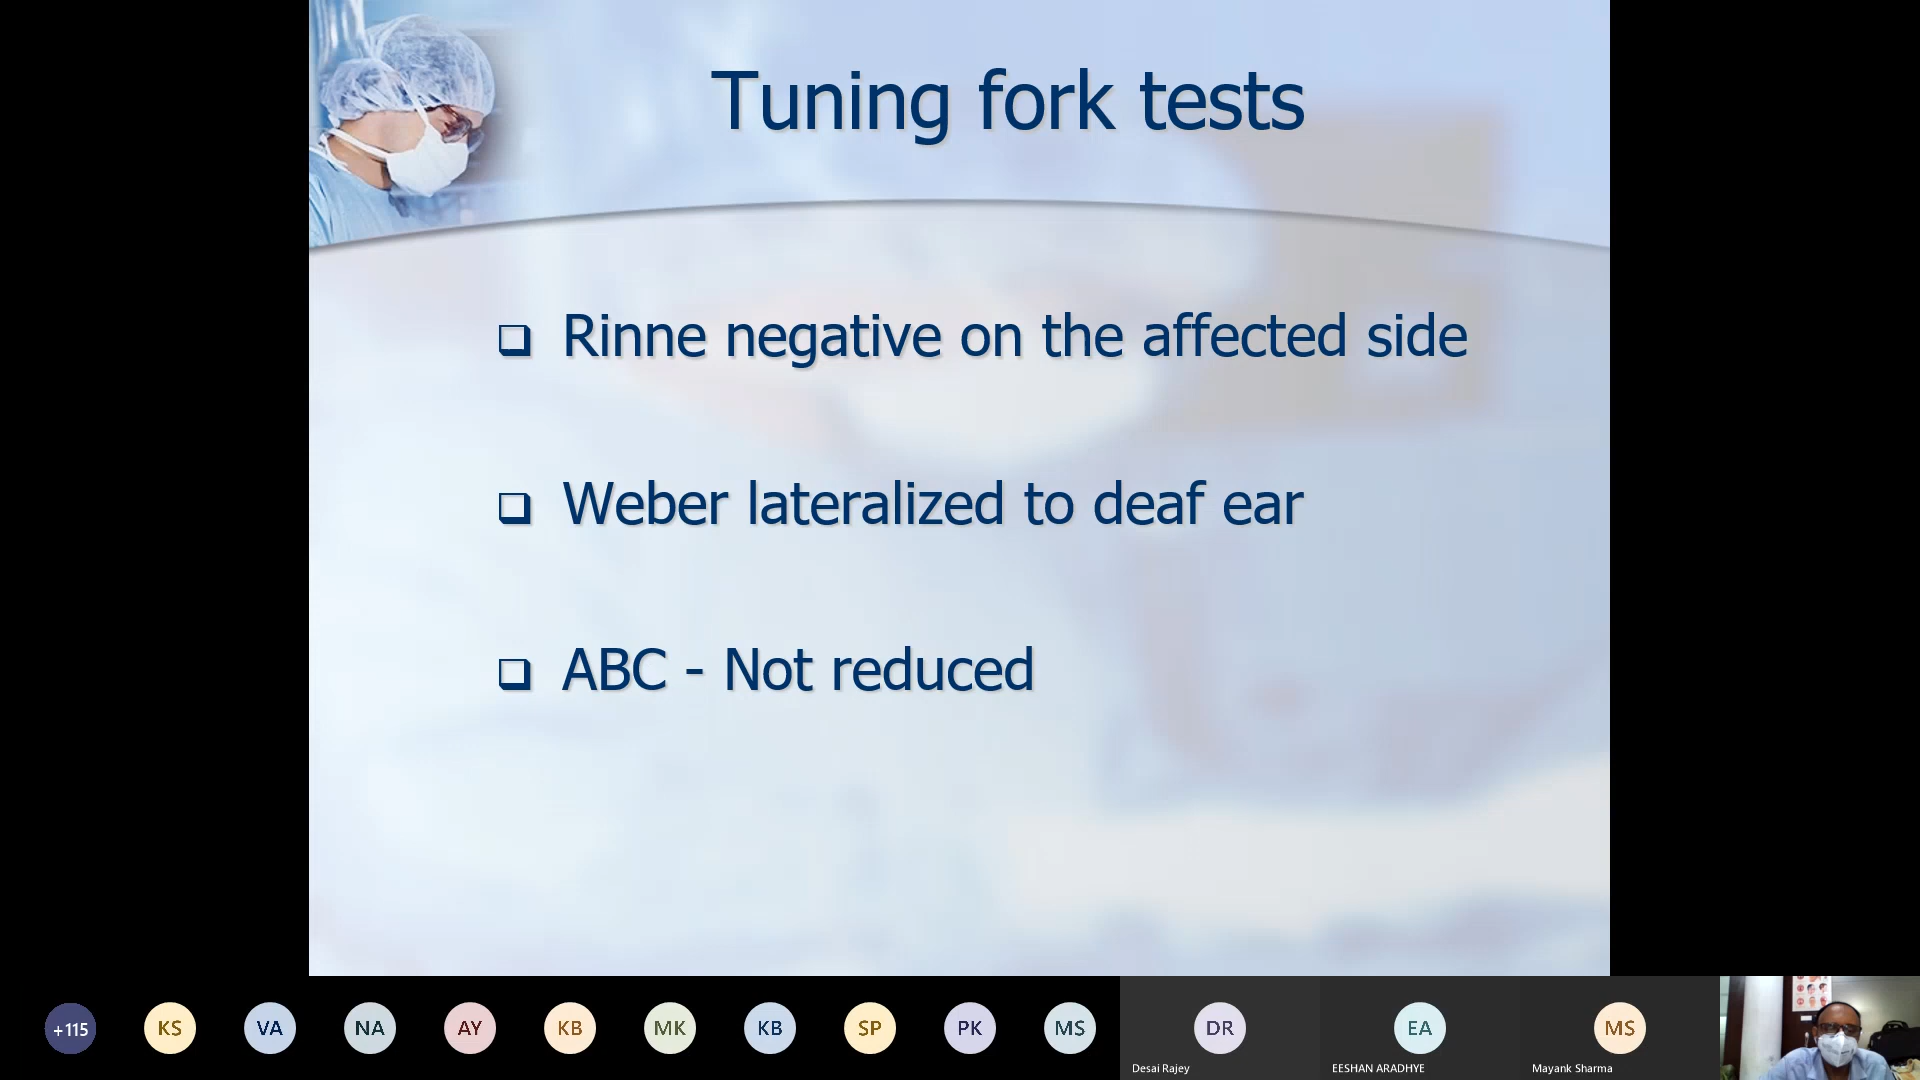 Tuning fork tests
Rinne negative on the affected side
Weber lateralized to deaf ear
ABC - Not reduced
+115
KS
VA
NA
AY
KB
MK
KB
SP
PK
MS
DR
EA
MS
Desai Rajey
EESHAN ARADHYE
Mayank Sharma